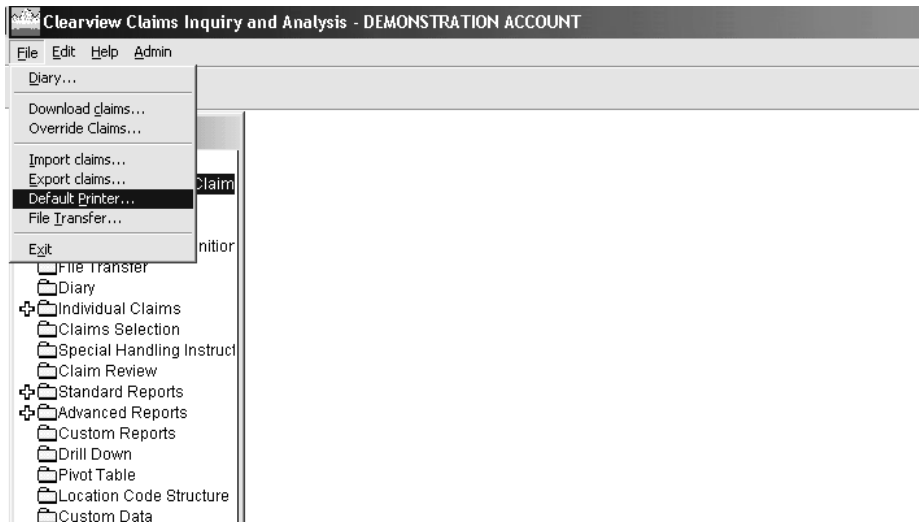 Clearview Claims Inquiry and Analysis - DEMONSTRATION ACCOUNT
File Edit Help Admin
Diary...
Download claims...
Override Claims...
Import claims...
Export claims...
Default Printer...
File Transfer...
Exit
Claim
nition
File Transfer
Diary
Individual Claims
Claims Selection
Special Handling Instruct
Claim Review
Standard Reports
Advanced Reports
Custom Reports
Drill Down
Pivot Table
Location Code Structure
Custom Data